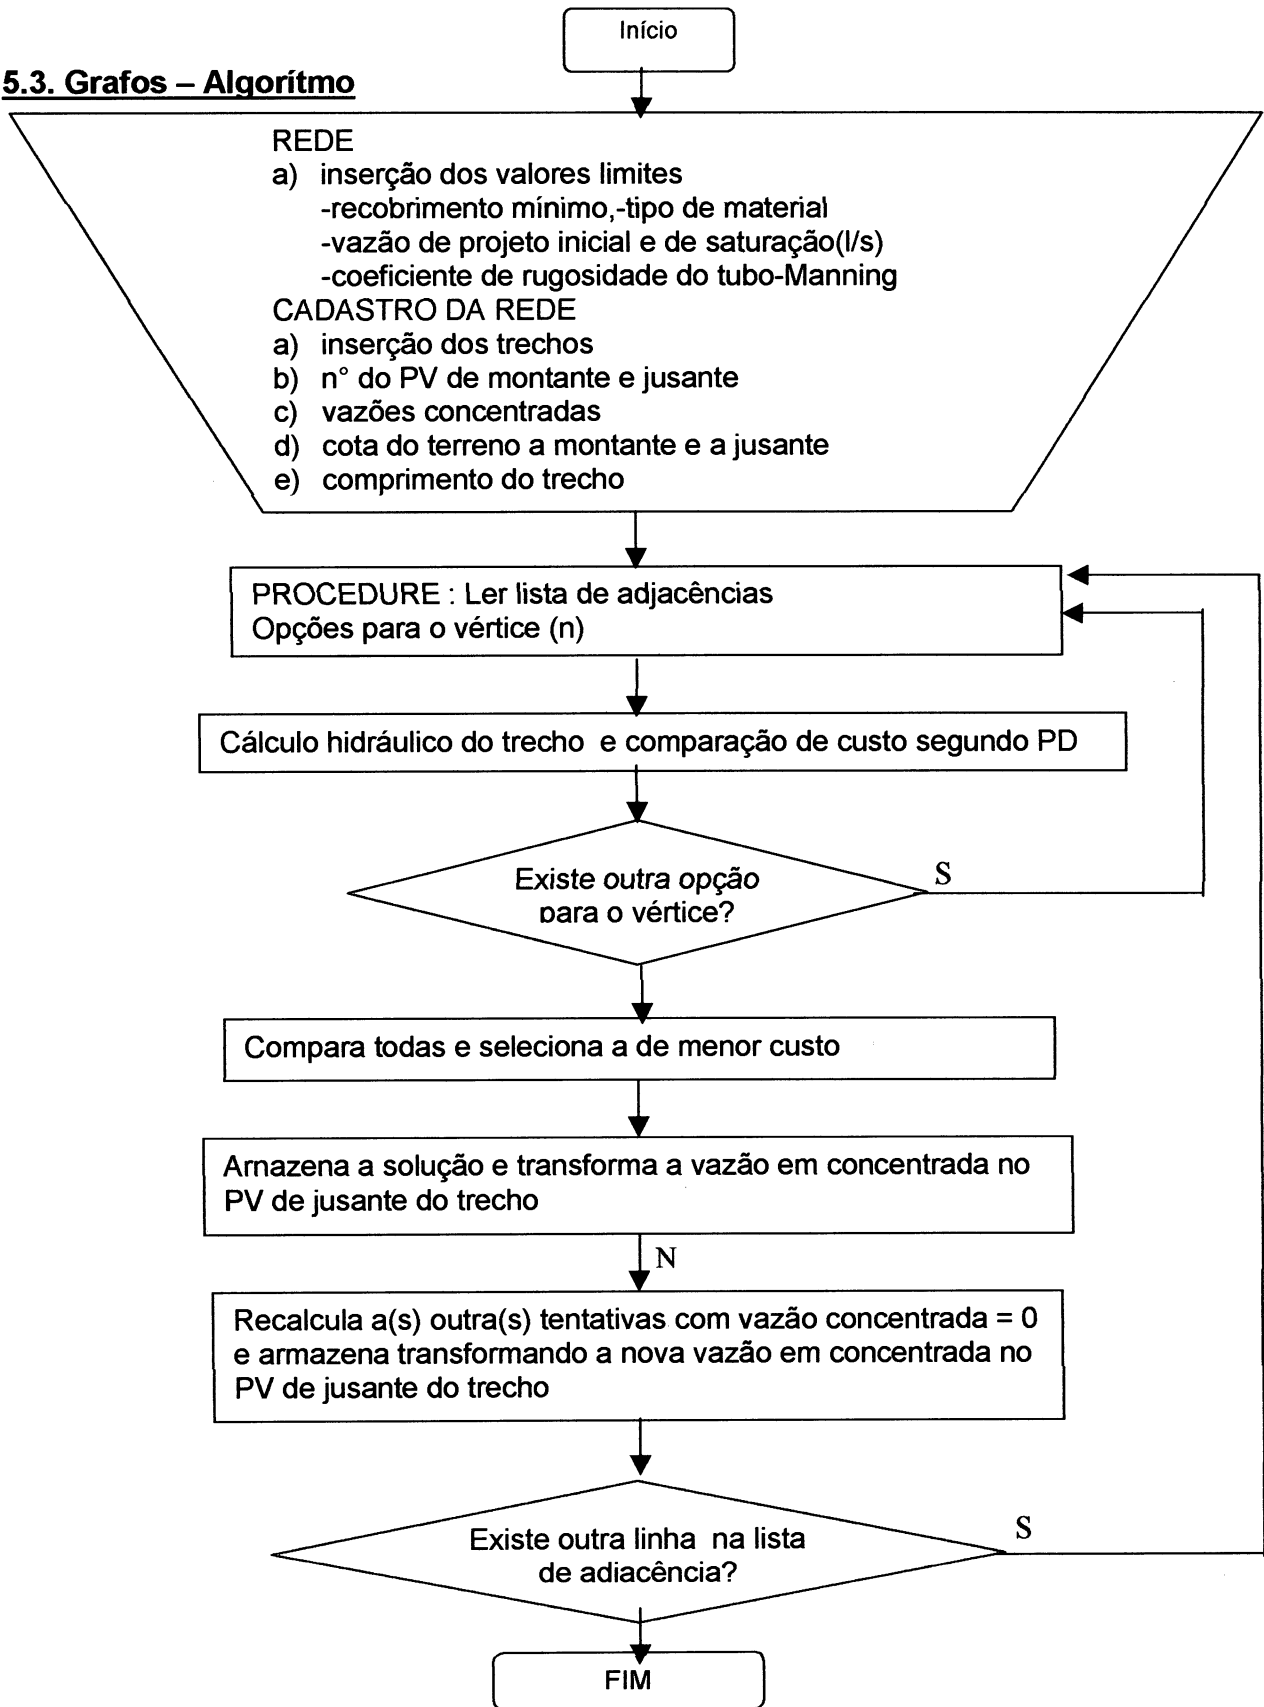 Início
5.3. Grafos – Algorítmo
REDE
a) inserção dos valores limites
-recobrimento mínimo,-tipo de material
-vazão de projeto inicial e de saturação(l/s)
-coeficiente de rugosidade do tubo-Manning
CADASTRO DA REDE
a) inserção dos trechos
b) n° do PV de montante e jusante
c) vazões concentradas
d) cota do terreno a montante e a jusante
e) comprimento do trecho
PROCEDURE : Ler lista de adjacências
Opções para o vértice (n)
Cálculo hidráulico do trecho e comparação de custo segundo PD
Existe outra opção
para o vértice?
S
Compara todas e seleciona a de menor custo
Armazena a solução e transforma a vazão em concentrada no
PV de jusante do trecho
N
Recalcula a(s) outra(s) tentativas com vazão concentrada = 0
e armazena transformando a nova vazão em concentrada no
PV de jusante do trecho
Existe outra linha na lista
de adjacência?
S
FIM